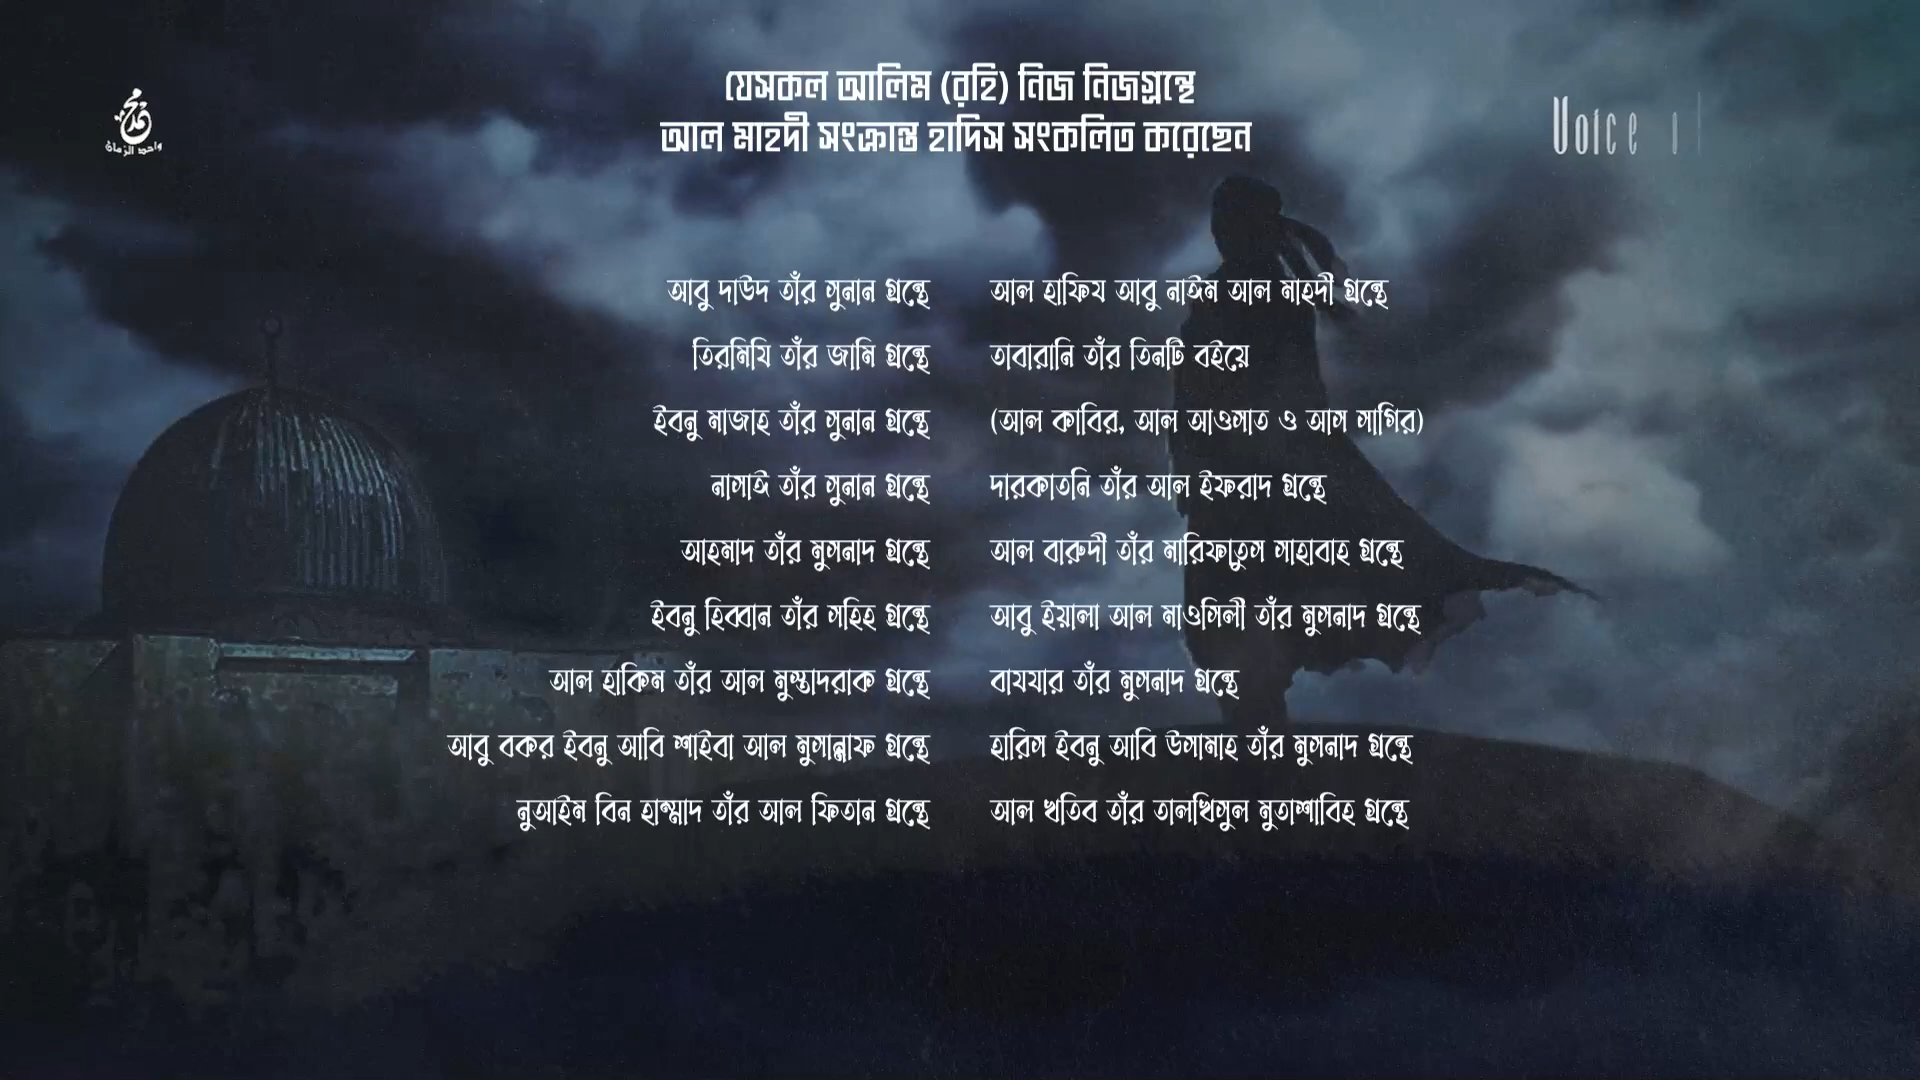 যেসকল আলিম (রহি) নিজ নিজগ্রন্থে
আল মাহদী সংক্রান্ত হাদিস সংকলিত করেছেন
واحد الزمان
Voice
আবু দাউদ তাঁর সুনান গ্রন্থে
তিরমিযি তাঁর জামি গ্রন্থে
ইবনু মাজাহ তাঁর সুনান গ্রন্থে
নাসাঈ তাঁর সুনান গ্রন্থে
আহমাদ তাঁর মুসনাদ গ্রন্থে
ইবনু হিব্বান তাঁর সহিহ গ্রন্থে
আল হাকিম তাঁর আল মুস্তাদরাক গ্রন্থে
আবু বকর ইবনু আবি শাইবা আল মুসান্নাফ গ্রন্থে
নুআইম বিন হাম্মাদ তাঁর আল ফিতান গ্রন্থে
আল হাফিয আবু নাঈম আল মাহদী গ্রন্থে
তাবারানি তাঁর তিনটি বইয়ে
(আল কাবির, আল আওসাত ও আস সাগির)
দারকাতনি তাঁর আল ইফরাদ গ্রন্থে
আল বারুদী তাঁর মারিফাতুস সাহাবাহ গ্রন্থে
আবু ইয়ালা আল মাওসিলী তাঁর মুসনাদ গ্রন্থে
বাযযার তাঁর মুসনাদ গ্রন্থে
হারিস ইবনু আবি উসামাহ তাঁর মুসনাদ গ্রন্থে
আল খতিব তাঁর তালখিসুল মুতাশাবিহ গ্রন্থে